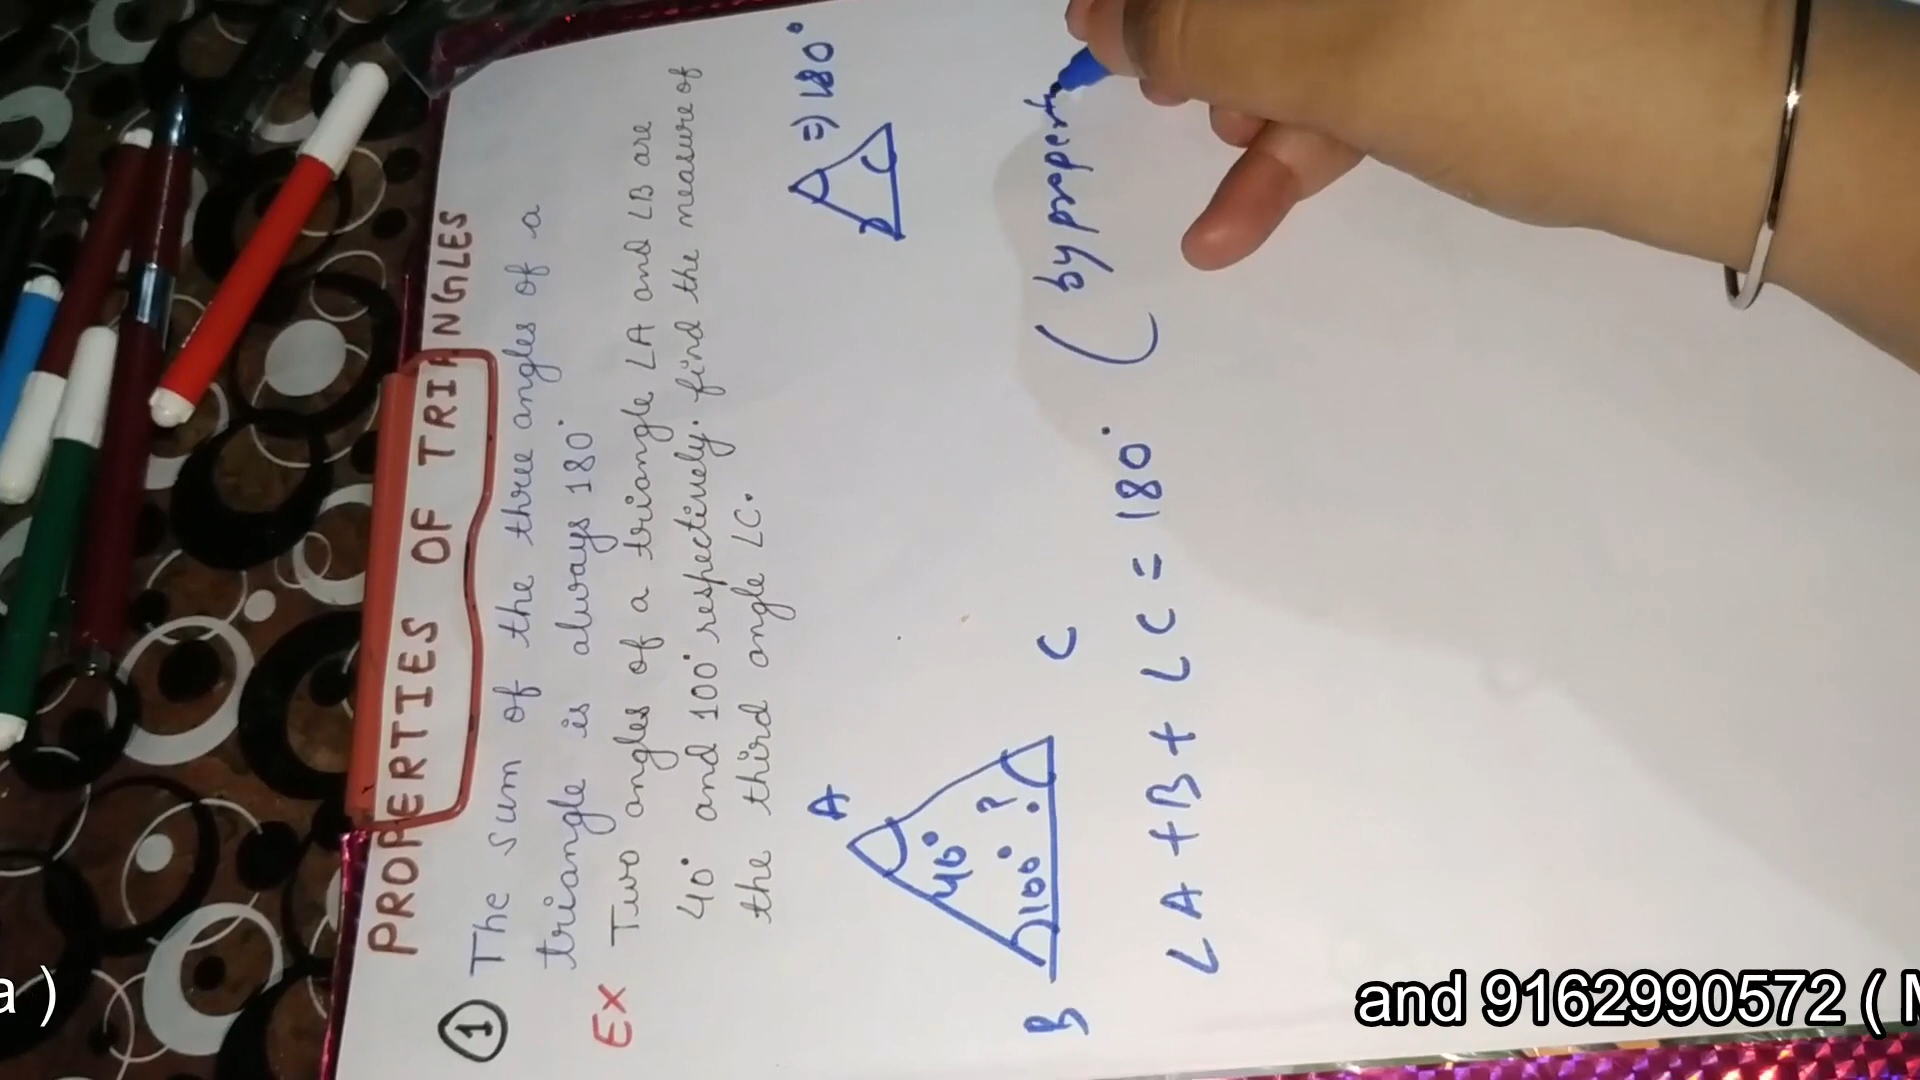 PROPERTIES OF TRIANGLES
1 The sum of the three angles of a
triangle is always 180°
Ex Two angles of a triangle ∠A and ∠B are
40° and 100° respectively. find the measure of
the third angle ∠C.
=) 180°
A
40°
100° ?
B C
∠A + B + ∠C = 180° (by propert
a )
and 9162990572 ( M